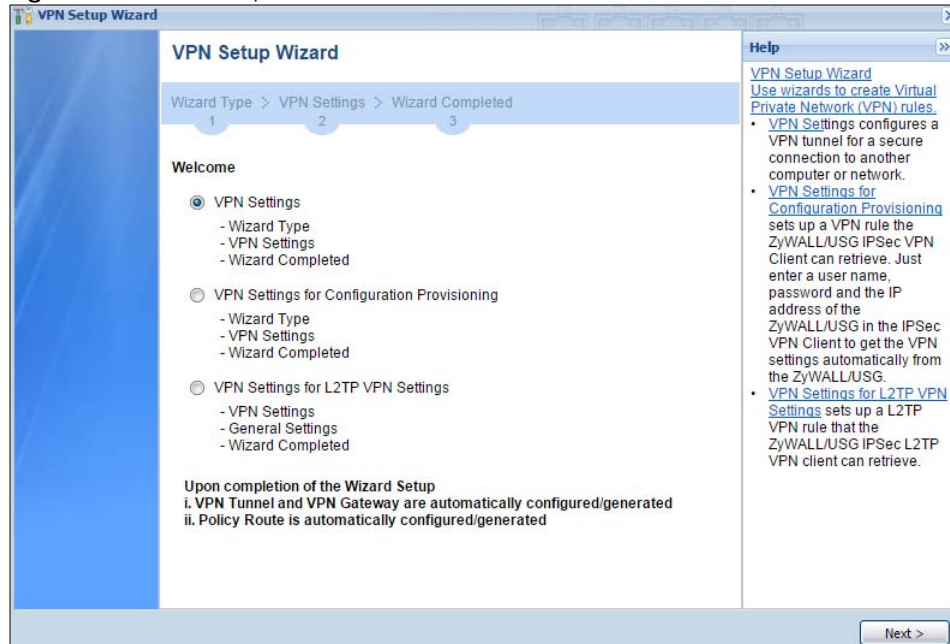 VPN Setup Wizard
VPN Setup Wizard
Wizard Type > VPN Settings > Wizard Completed
1 2 3
Welcome
VPN Settings
- Wizard Type
- VPN Settings
- Wizard Completed
VPN Settings for Configuration Provisioning
- Wizard Type
- VPN Settings
- Wizard Completed
VPN Settings for L2TP VPN Settings
- VPN Settings
- General Settings
- Wizard Completed
Upon completion of the Wizard Setup
i. VPN Tunnel and VPN Gateway are automatically configured/generated
ii. Policy Route is automatically configured/generated
Help
VPN Setup Wizard
Use wizards to create Virtual
Private Network (VPN) rules.
• VPN Settings configures a
VPN tunnel for a secure
connection to another
computer or network.
• VPN Settings for
Configuration Provisioning
sets up a VPN rule the
ZyWALL/USG IPSec VPN
Client can retrieve. Just
enter a user name,
password and the IP
address of the
ZyWALL/USG in the IPSec
VPN Client to get the VPN
settings automatically from
the ZyWALL/USG.
• VPN Settings for L2TP VPN
Settings sets up a L2TP
VPN rule that the
ZyWALL/USG IPSec L2TP
VPN client can retrieve.
Next >